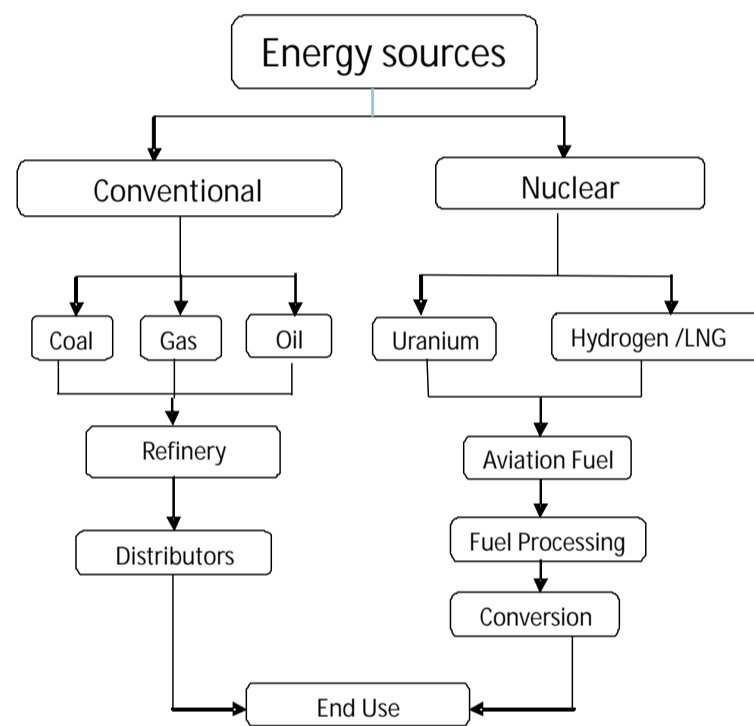 Energy sources
Conventional
Nuclear
Coal
Gas
Oil
Uranium
Hydrogen /LNG
Refinery
Aviation Fuel
Distributors
Fuel Processing
Conversion
End Use